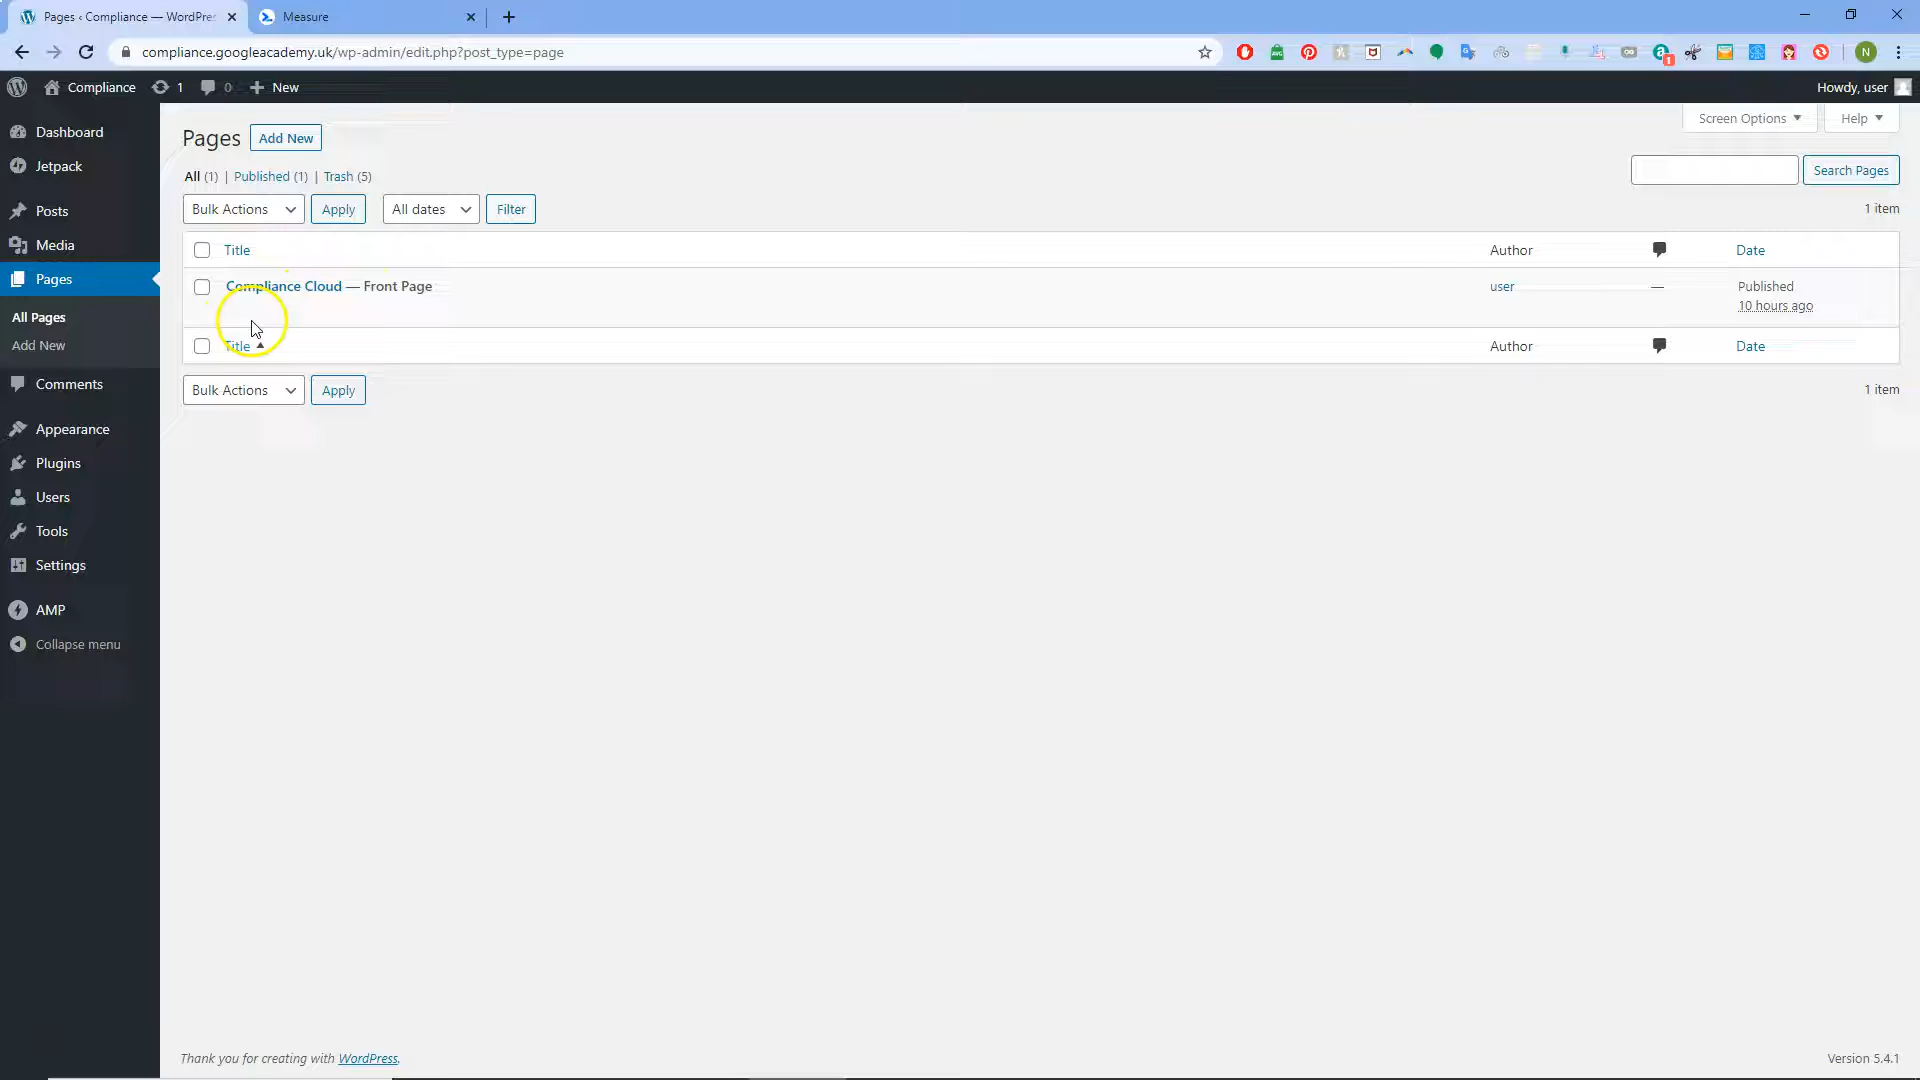 Pages ‹ Compliance — WordPres
Measure
compliance.googleacademy.uk/wp-admin/edit.php?post_type=page
N
Compliance 1 0 New
Howdy, user
Dashboard
Jetpack
Posts
Media
Pages
All Pages
Add New
Comments
Appearance
Plugins
Users
Tools
Settings
AMP
Collapse menu
Screen Options Help
Pages Add New
All (1) | Published (1) | Trash (5)
Search Pages
Bulk Actions Apply All dates Filter
1 item
Title Author Date
Compliance Cloud — Front Page user — Published
10 hours ago
Title Author Date
Bulk Actions Apply
1 item
Thank you for creating with WordPress.
Version 5.4.1